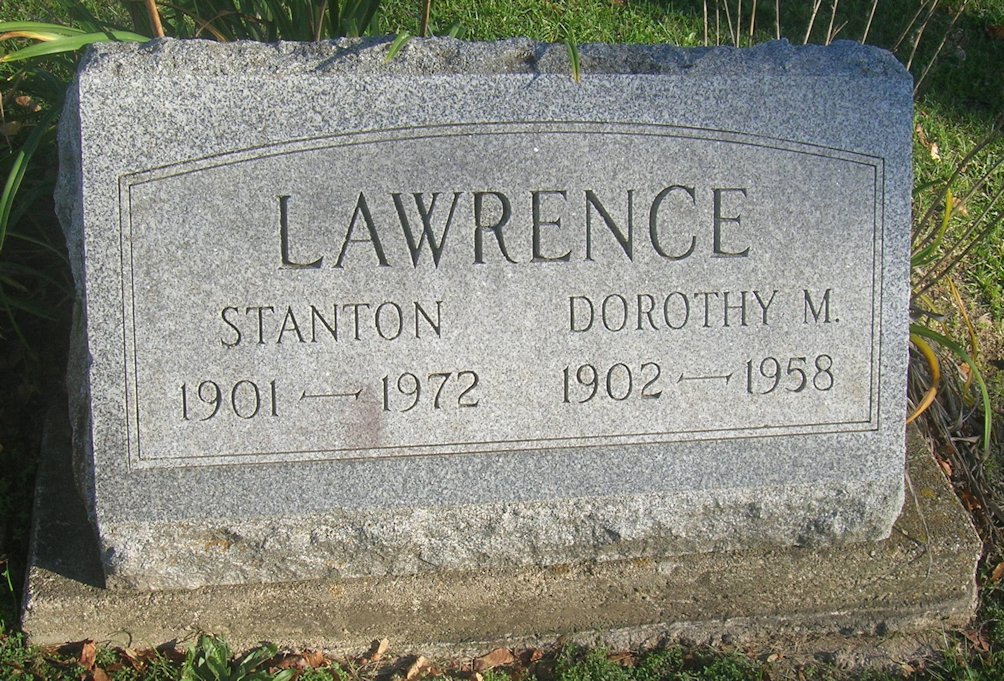 LAWRENCE
STANTON DOROTHY M.
1901 — 1972 1902 — 1958